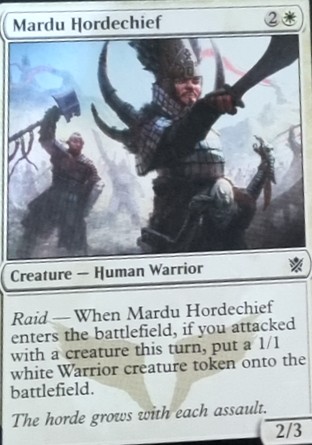 Mardu Hordechief 2
Creature — Human Warrior
Raid — When Mardu Hordechief
enters the battlefield, if you attacked
with a creature this turn, put a 1/1
white Warrior creature token onto the
battlefield.
The horde grows with each assault.
2/3